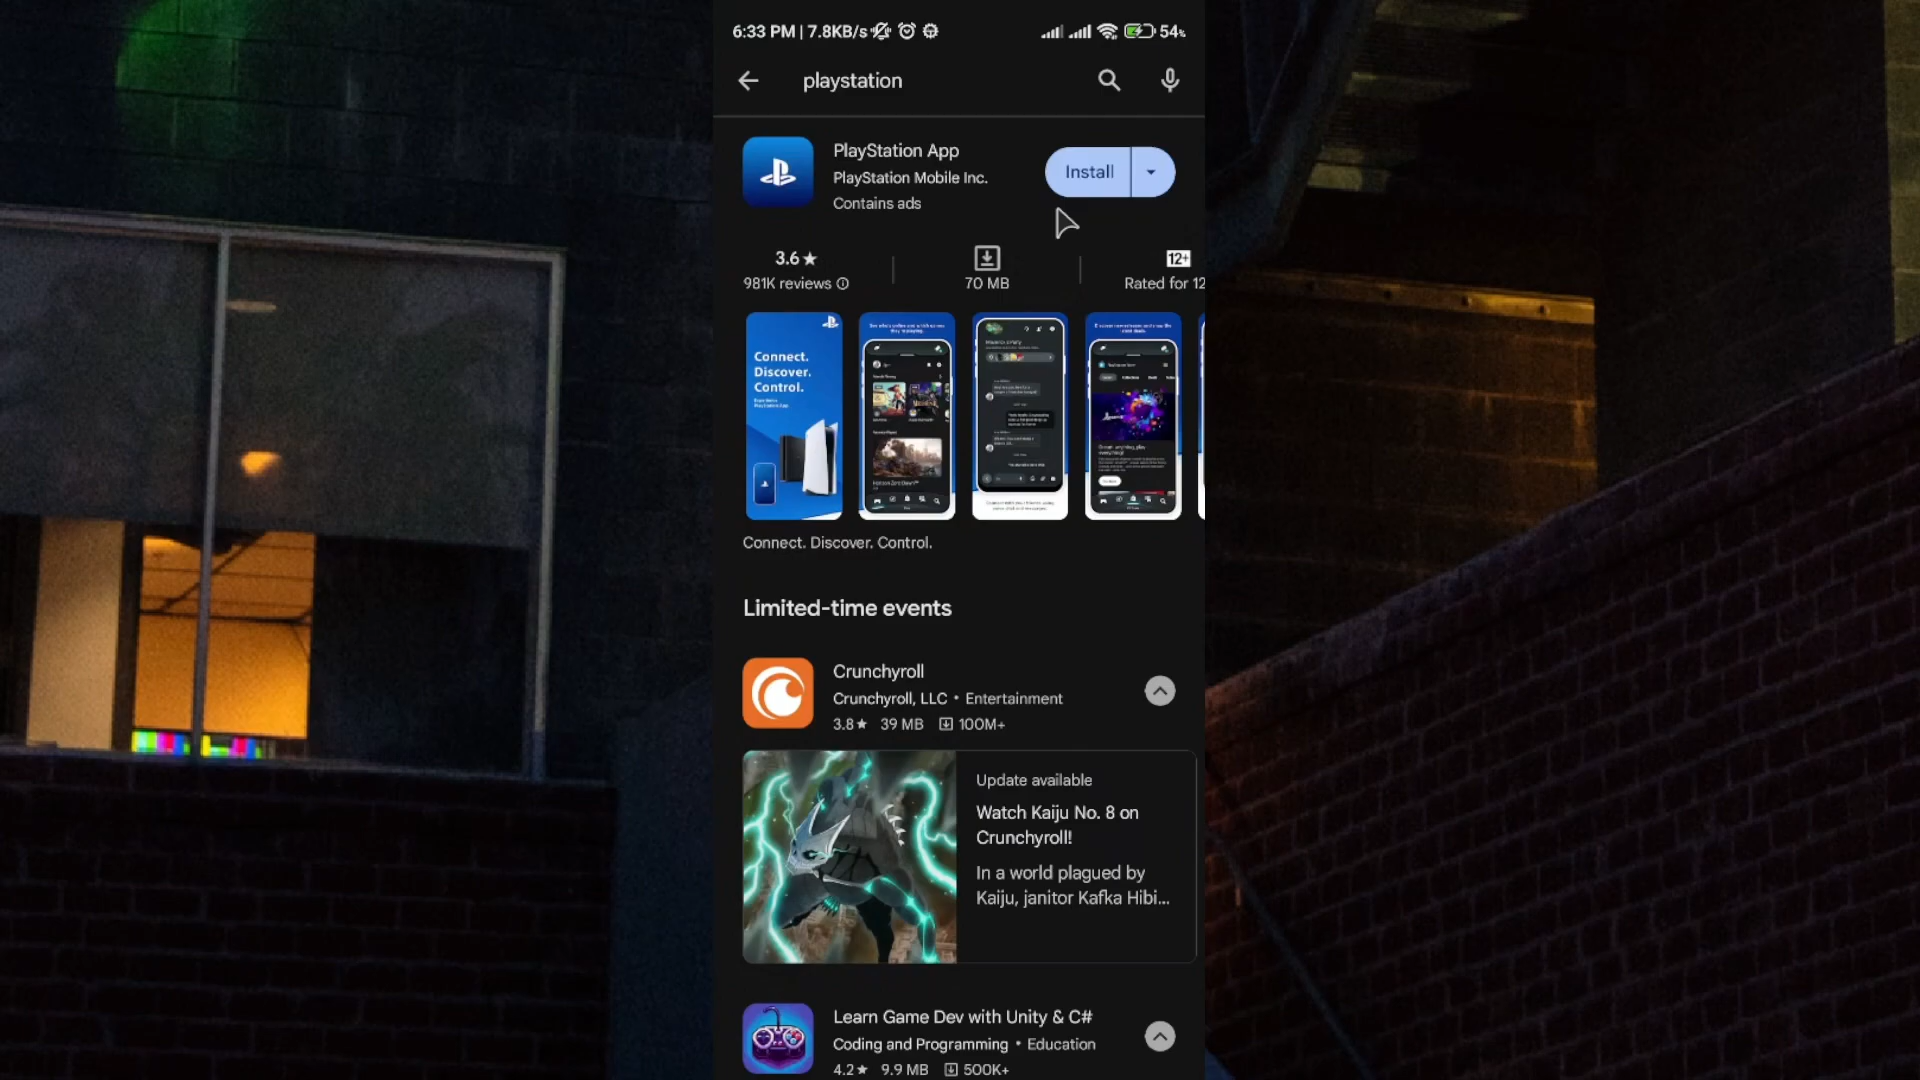 6:33 PM | 7.8KB/s
54%
playstation
PlayStation App
PlayStation Mobile Inc.
Contains ads
Install
3.6★
981K reviews
70 MB
12+
Rated for 12
Connect.
Discover.
Control.
Connect. Discover. Control.
Limited-time events
Crunchyroll
Crunchyroll, LLC • Entertainment
3.8★ 39 MB 100M+
Update available
Watch Kaiju No. 8 on
Crunchyroll!
In a world plagued by
Kaiju, janitor Kafka Hibi...
Learn Game Dev with Unity & C#
Coding and Programming • Education
4.2★ 9.9 MB 500K+